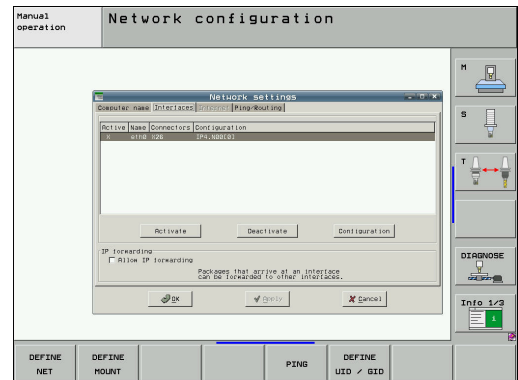 Manual operation
Network configuration
Network settings
Computer name Interfaces Internet Ping/Routing
Active Name Connectors Configuration
X eth0 X26 IP4.N00[0]
Activate Deactivate Configuration
IP forwarding
Allow IP forwarding
Packages that arrive at an interface
can be forwarded to other interfaces.
OK Apply Cancel
M
S
T
DIAGNOSE
Info 1/3
DEFINE NET
DEFINE MOUNT
PING
DEFINE UID / GID